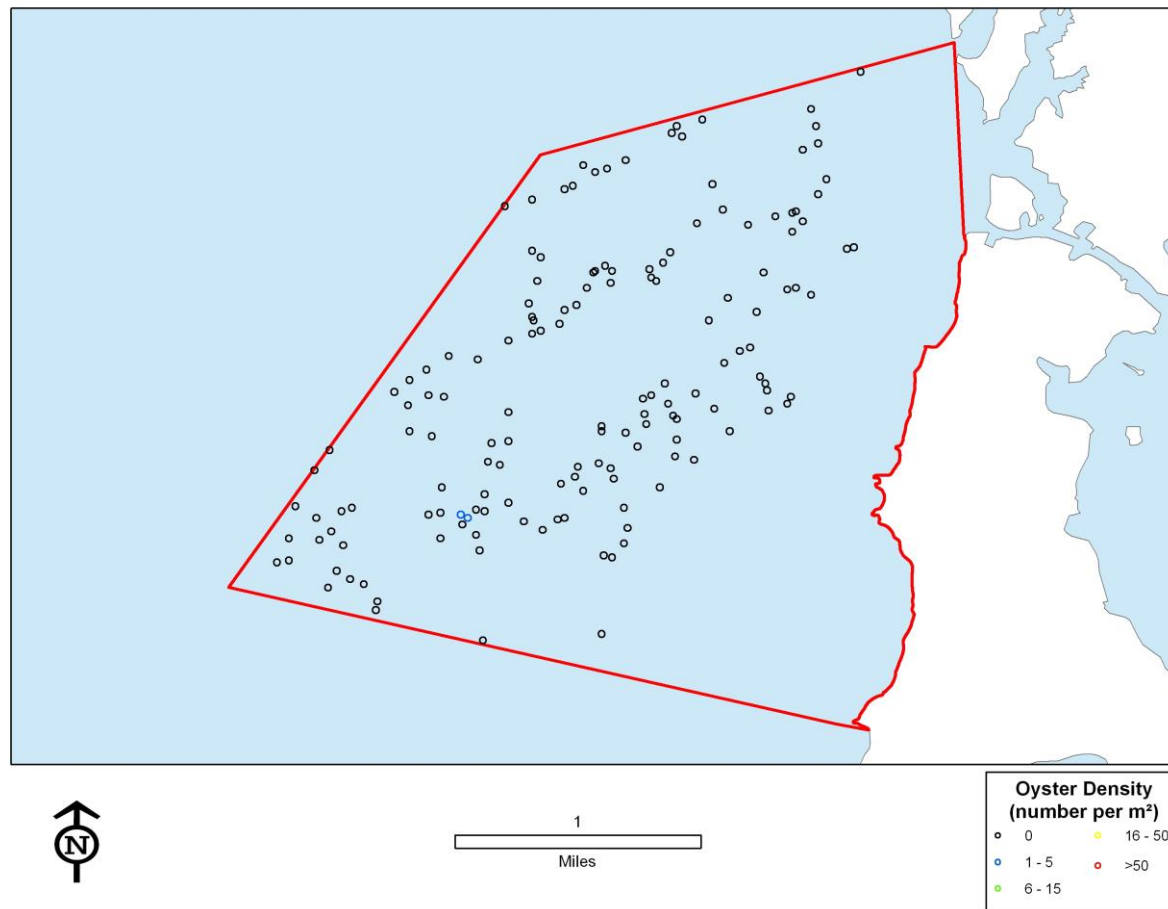 N
1
Miles
Oyster Density
(number per m²)
0
16 - 50
1 - 5
>50
6 - 15